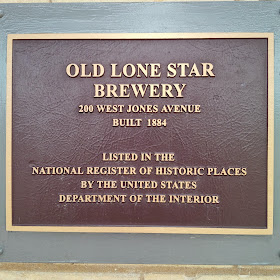 OLD LONE STAR
BREWERY
200 WEST JONES AVENUE
BUILT 1884
LISTED IN THE
NATIONAL REGISTER OF HISTORIC PLACES
BY THE UNITED STATES
DEPARTMENT OF THE INTERIOR